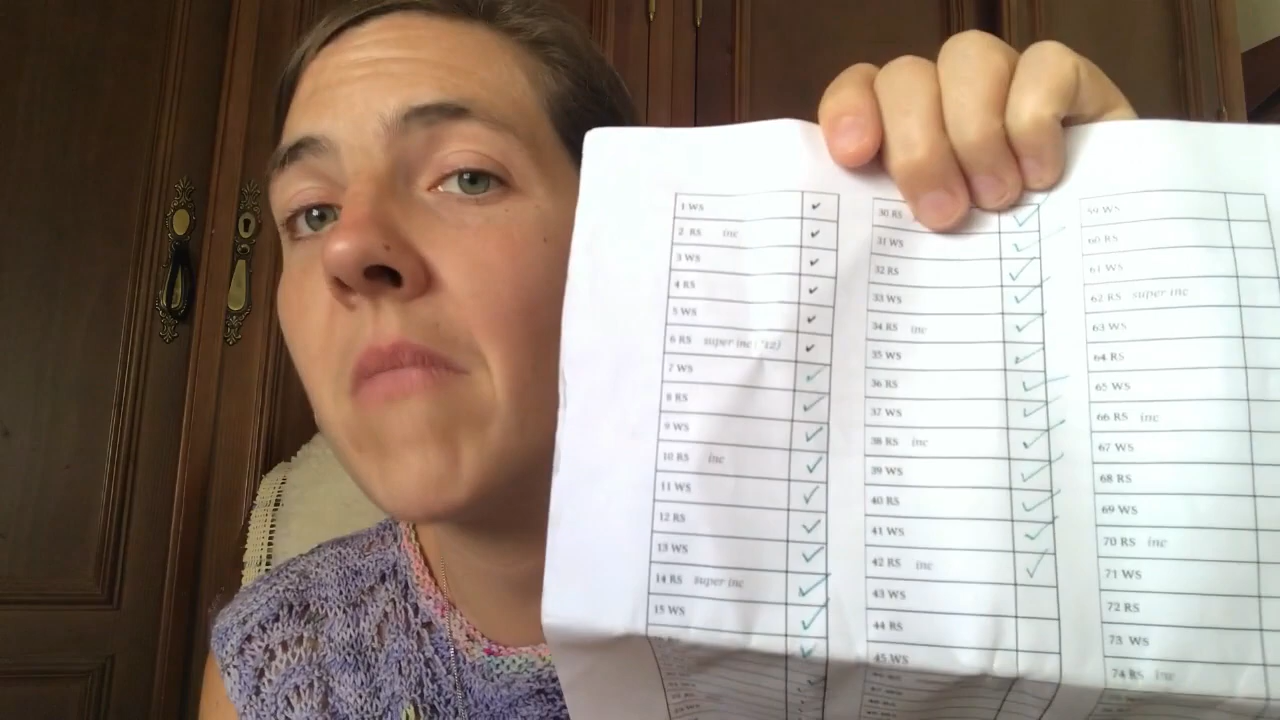 1 WS
2 RS inc
3 WS
4 RS
5 WS
6 RS super inc (*12)
7 WS
8 RS
9 WS
10 RS inc
11 WS
12 RS
13 WS
14 RS super inc
15 WS
30 RS
31 WS
32 RS
33 WS
34 RS inc
35 WS
36 RS
37 WS
38 RS inc
39 WS
40 RS
41 WS
42 RS inc
43 WS
44 RS
45 WS
59 WS
60 RS
61 WS
62 RS super inc
63 WS
64 RS
65 WS
66 RS inc
67 WS
68 RS
69 WS
70 RS inc
71 WS
72 RS
73 WS
74 RS inc